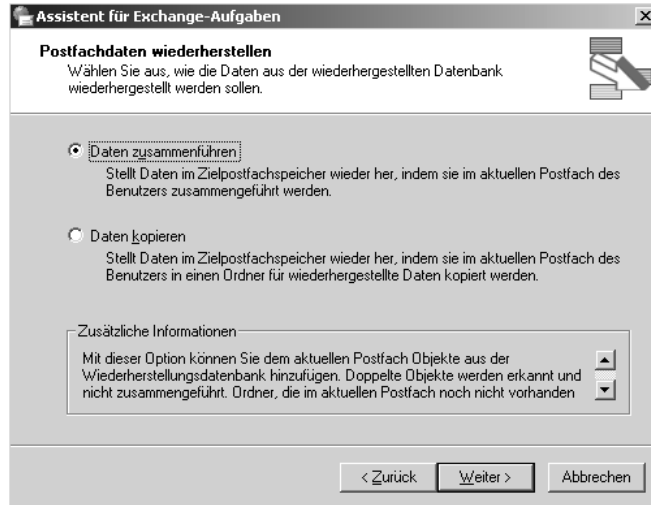 Assistent für Exchange-Aufgaben
Postfachdaten wiederherstellen
Wählen Sie aus, wie die Daten aus der wiederhergestellten Datenbank
wiederhergestellt werden sollen.
Daten zusammenführen
Stellt Daten im Zielpostfachspeicher wieder her, indem sie im aktuellen Postfach des
Benutzers zusammengeführt werden.
Daten kopieren
Stellt Daten im Zielpostfachspeicher wieder her, indem sie im aktuellen Postfach des
Benutzers in einen Ordner für wiederhergestellte Daten kopiert werden.
Zusätzliche Informationen
Mit dieser Option können Sie dem aktuellen Postfach Objekte aus der
Wiederherstellungsdatenbank hinzufügen. Doppelte Objekte werden erkannt und
nicht zusammengeführt. Ordner, die im aktuellen Postfach noch nicht vorhanden
< Zurück Weiter > Abbrechen